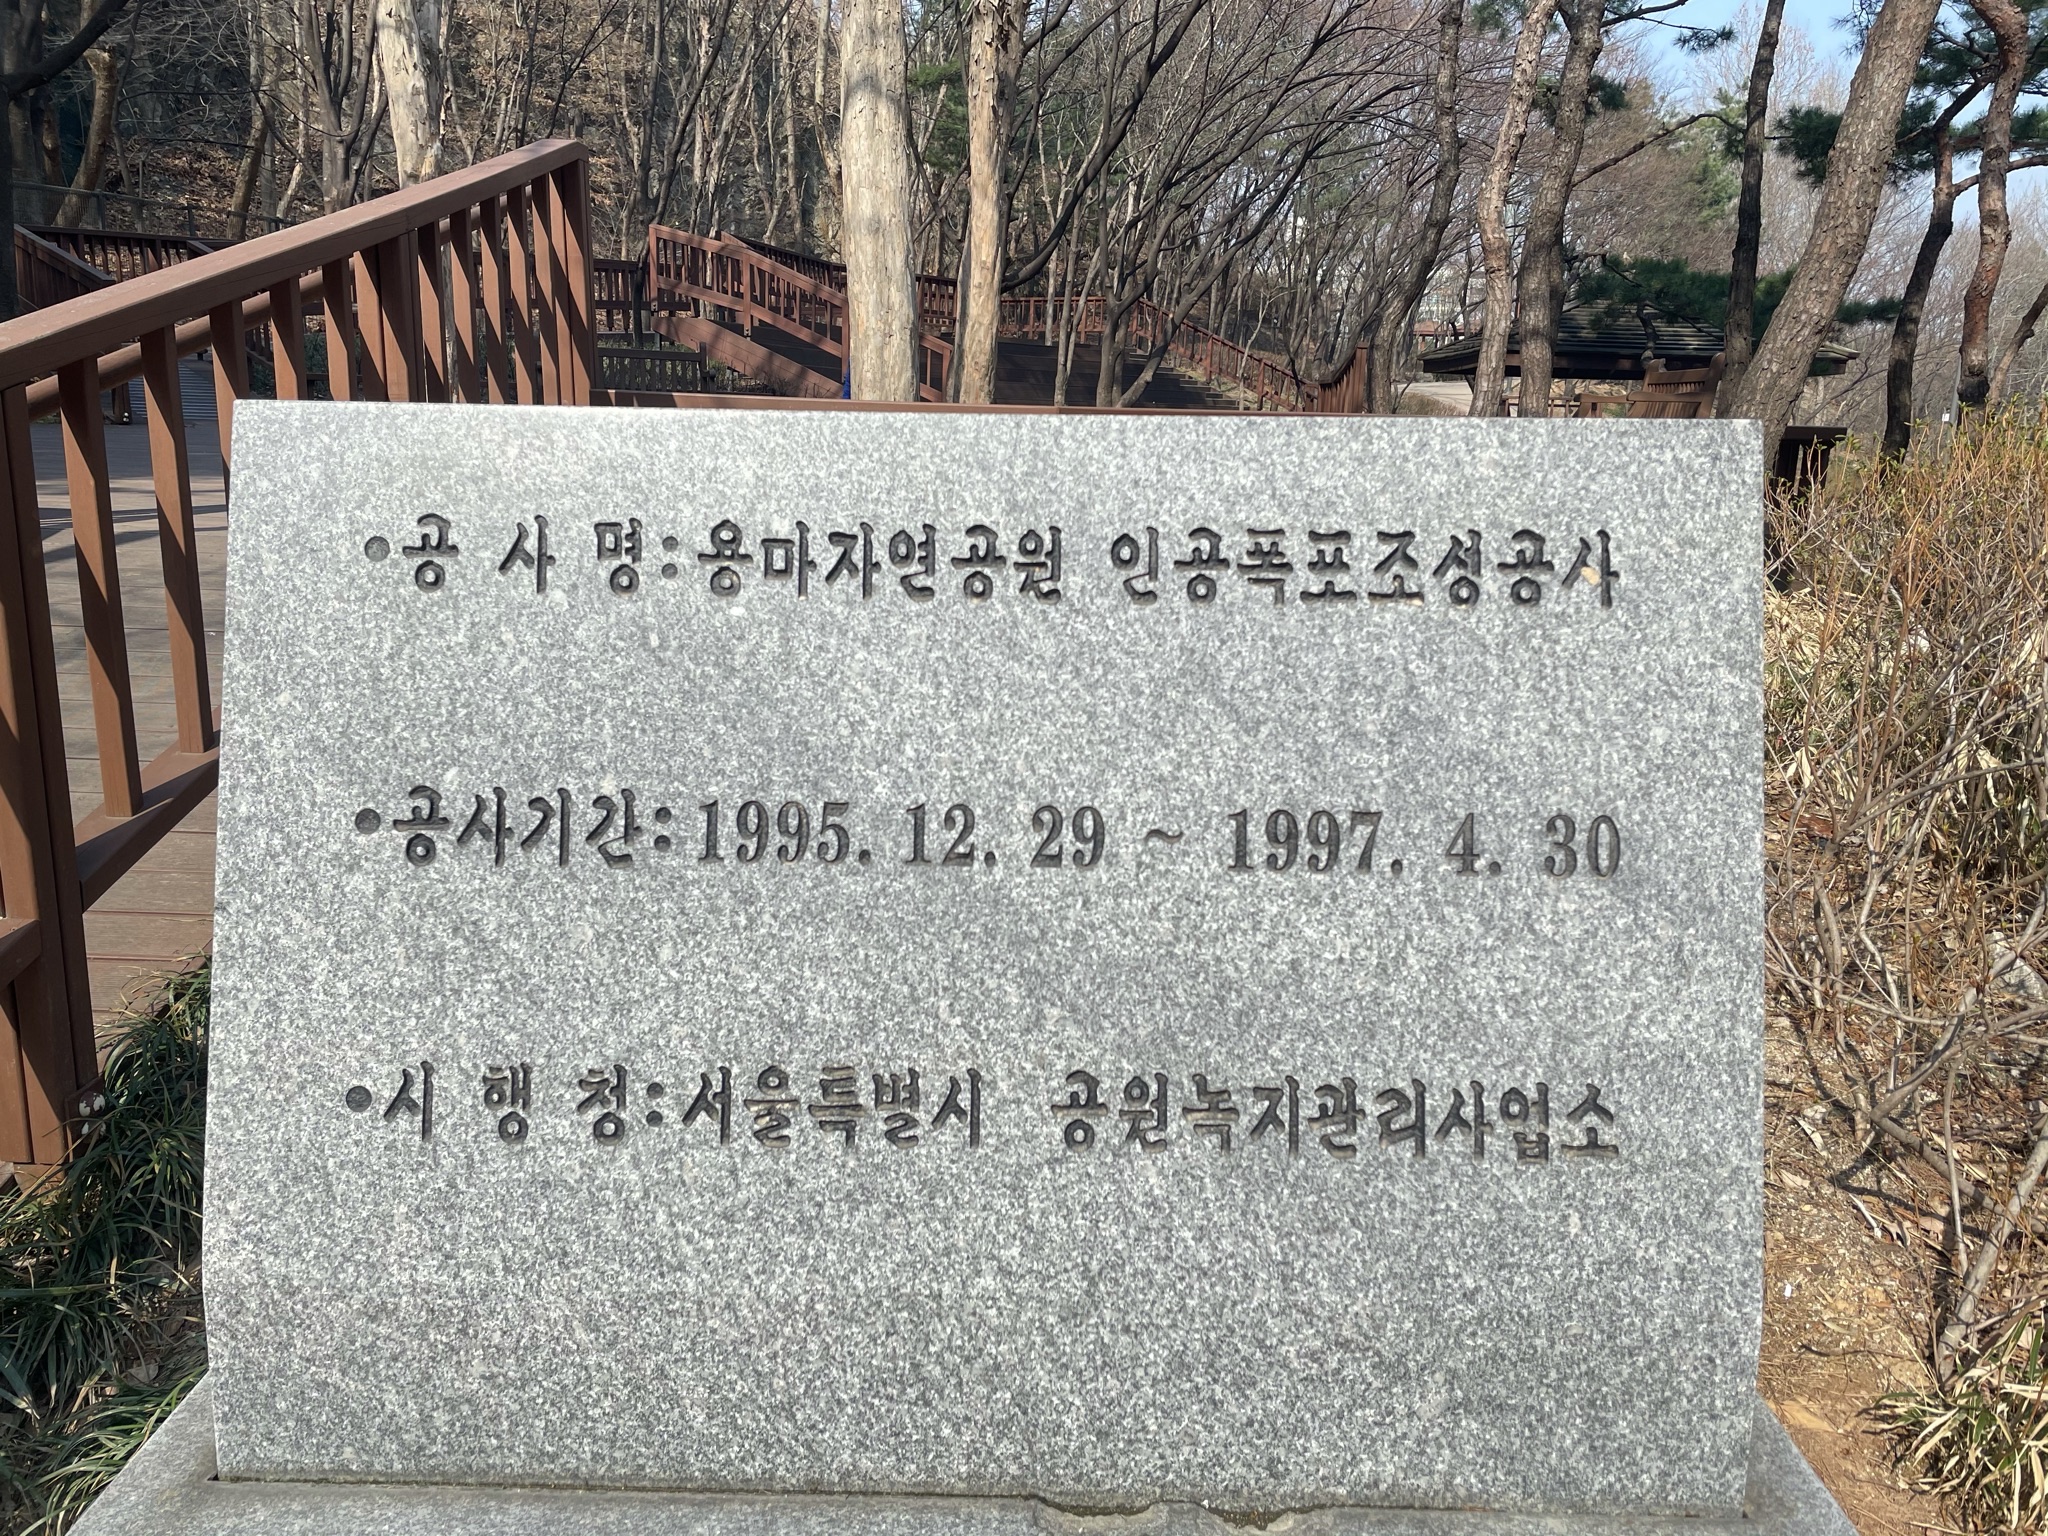 •공 사 명:용마자연공원 인공폭포조성공사
•공사기간:1995. 12. 29 ~ 1997. 4. 30
•시 행 청:서울특별시 공원녹지관리사업소